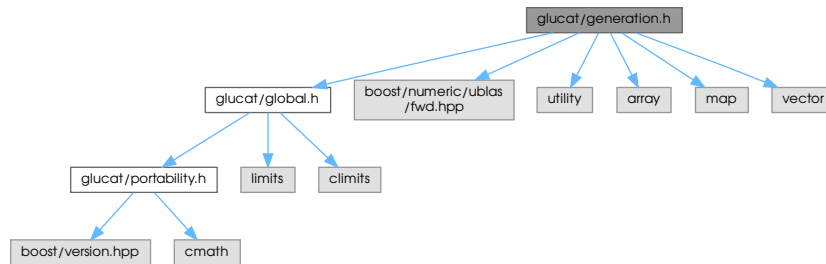 glucat/generation.h
glucat/global.h
boost/numeric/ublas
/fwd.hpp
utility
array
map
vector
glucat/portability.h
limits
climits
boost/version.hpp
cmath